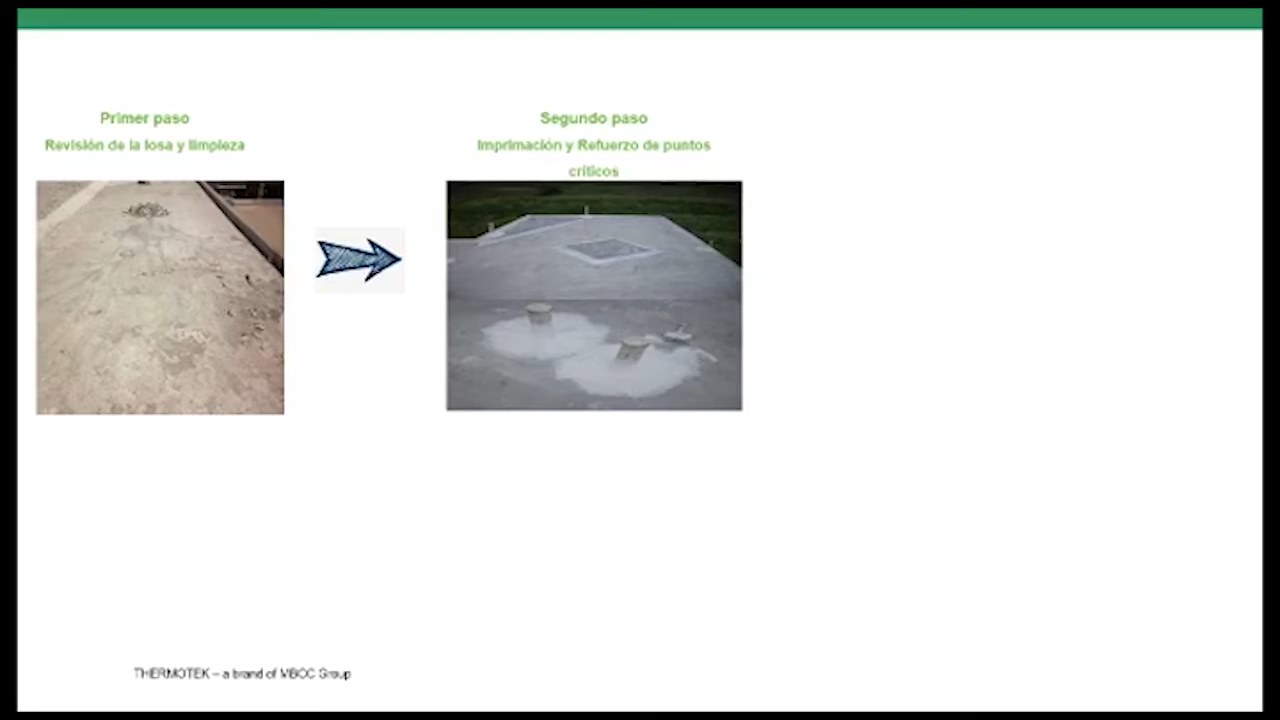 Primer paso
Revisión de la losa y limpieza
Segundo paso
Imprimación y Refuerzo de puntos
críticos
THERMOTEK – a brand of MBCC Group